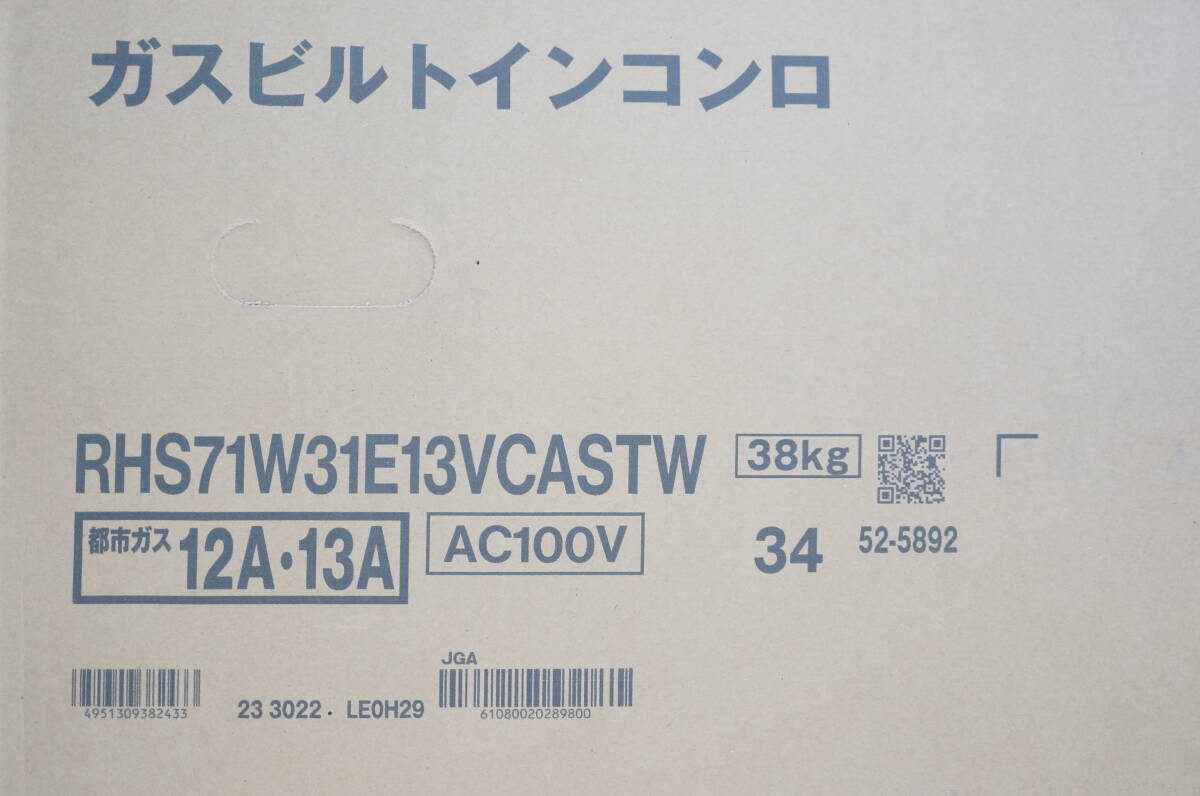 ガスビルトインコンロ
RHS71W31E13VCASTW 38kg
都市ガス 12A・13A AC100V 34 52-5892
JGA
4951309382433 23 3022. LE0H29 61080020289800